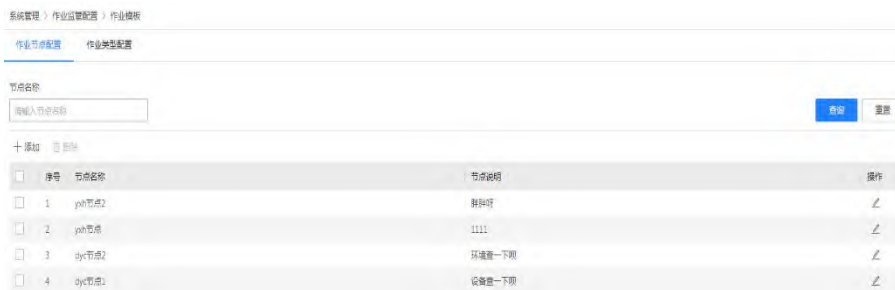 系统管理 〉 作业监管配置 〉 作业模板
作业节点配置 作业类型配置
节点名称
请输入节点名称
查询 重置
十 添加 删除
序号 节点名称 节点说明 操作
1 yxh节点2 胖胖呀
2 yxh节点 1111
3 dyc节点2 环境查一下呗
4 dyc节点1 设备查一下呗